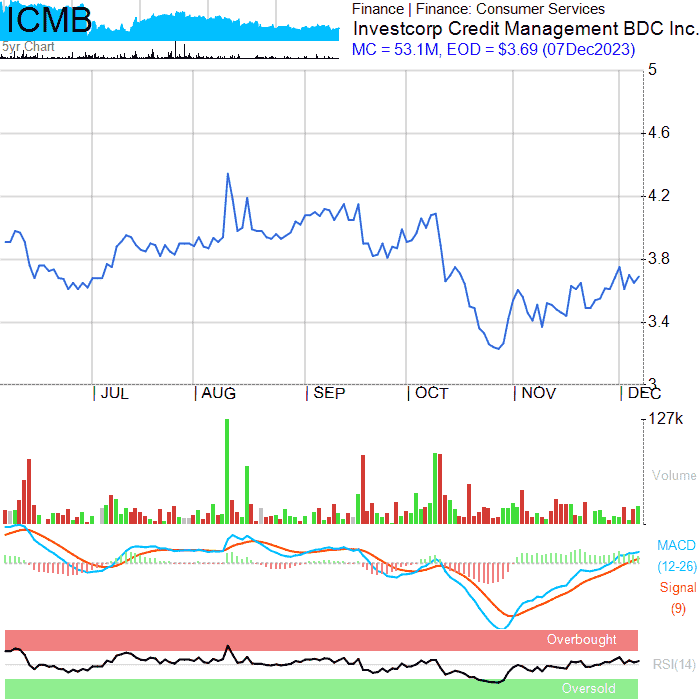 ICMB
5yr Chart
Finance | Finance: Consumer Services
Investcorp Credit Management BDC Inc.
MC = 53.1M, EOD = $3.69 (07Dec2023)
5
4.6
4.2
3.8
3.4
3
JUL AUG SEP OCT NOV DEC
127k
Volume
MACD
(12-26)
Signal
(9)
Overbought
RSI(14)
Oversold